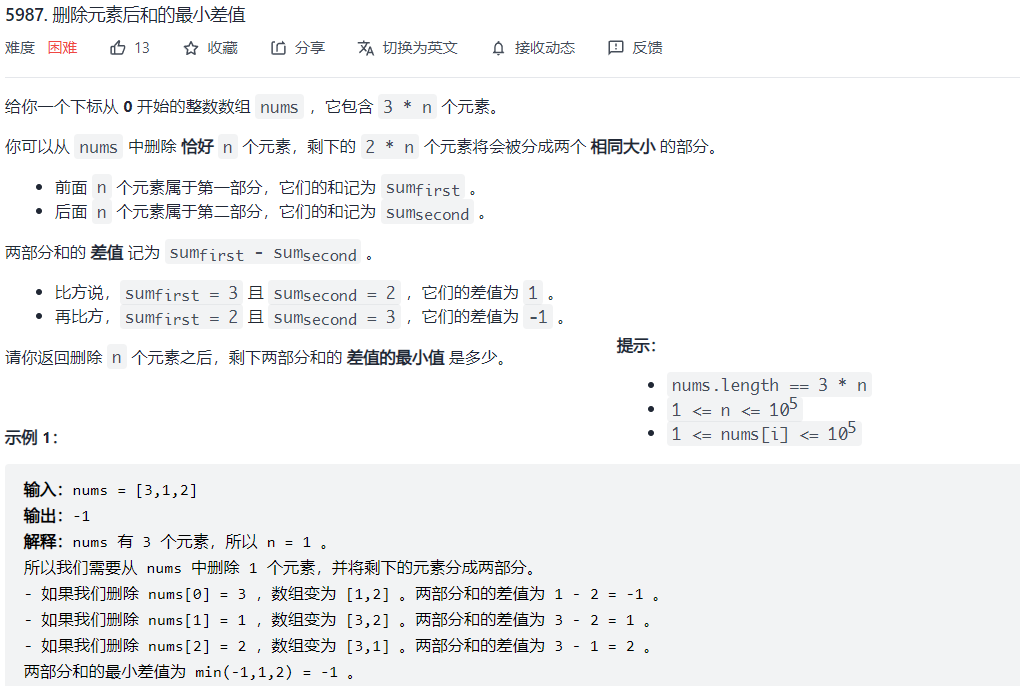 5987. 删除元素后和的最小差值
难度 困难 13 收藏 分享 切换为英文 接收动态 反馈
给你一个下标从 0 开始的整数数组 nums ，它包含 3 * n 个元素。
你可以从 nums 中删除 恰好 n 个元素，剩下的 2 * n 个元素将会被分成两个 相同大小 的部分。
• 前面 n 个元素属于第一部分，它们的和记为 sumfirst 。
• 后面 n 个元素属于第二部分，它们的和记为 sumsecond 。
两部分和的 差值 记为 sumfirst - sumsecond 。
• 比方说，sumfirst = 3 且 sumsecond = 2 ，它们的差值为 1 。
• 再比方，sumfirst = 2 且 sumsecond = 3 ，它们的差值为 -1 。
请你返回删除 n 个元素之后，剩下两部分和的 差值的最小值 是多少。
提示：
• nums.length == 3 * n
• 1 <= n <= 10^5
• 1 <= nums[i] <= 10^5
示例 1：
输入：nums = [3,1,2]
输出：-1
解释：nums 有 3 个元素，所以 n = 1 。
所以我们需要从 nums 中删除 1 个元素，并将剩下的元素分成两部分。
- 如果我们删除 nums[0] = 3 ，数组变为 [1,2] 。两部分和的差值为 1 - 2 = -1 。
- 如果我们删除 nums[1] = 1 ，数组变为 [3,2] 。两部分和的差值为 3 - 2 = 1 。
- 如果我们删除 nums[2] = 2 ，数组变为 [3,1] 。两部分和的差值为 3 - 1 = 2 。
两部分和的最小差值为 min(-1,1,2) = -1 。